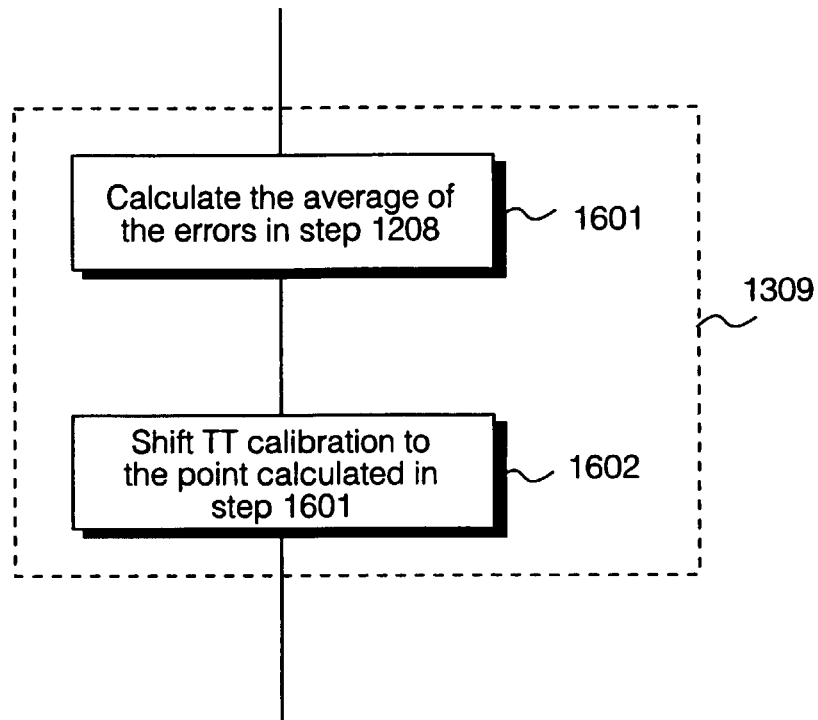 Calculate the average of
the errors in step 1208
1601
1309
Shift TT calibration to
the point calculated in
step 1601
1602